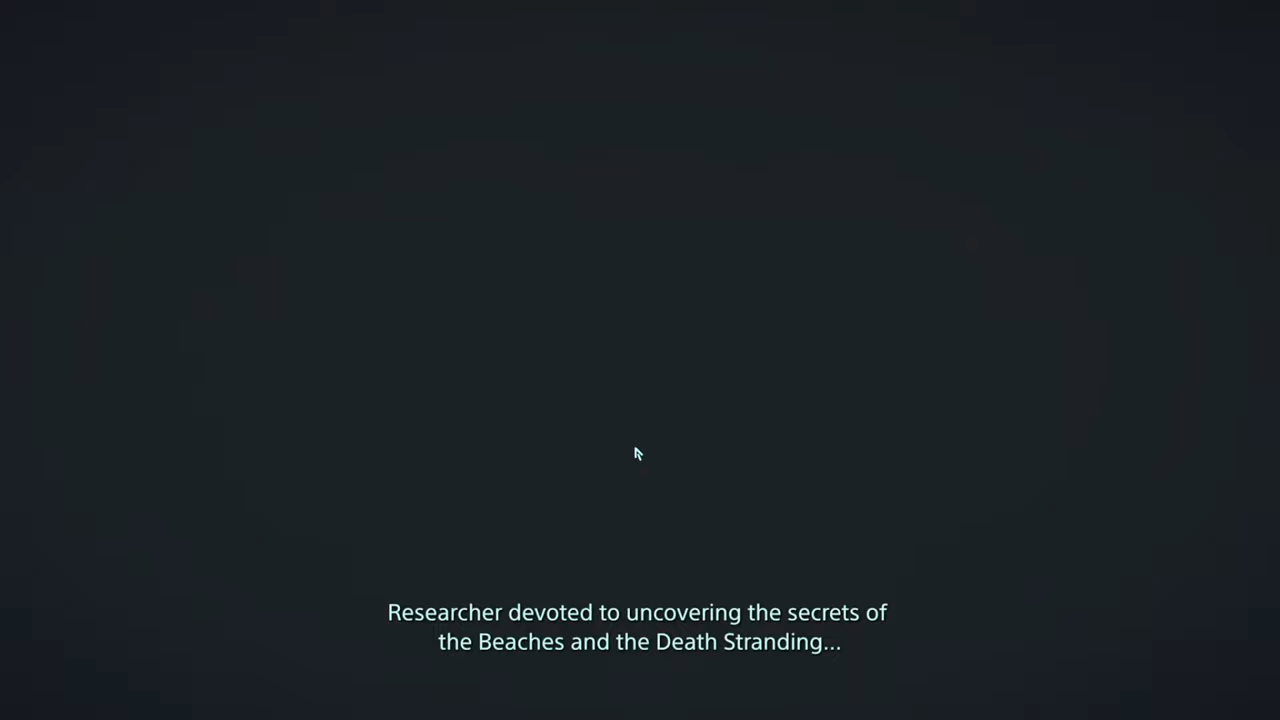 Researcher devoted to uncovering the secrets of
the Beaches and the Death Stranding...